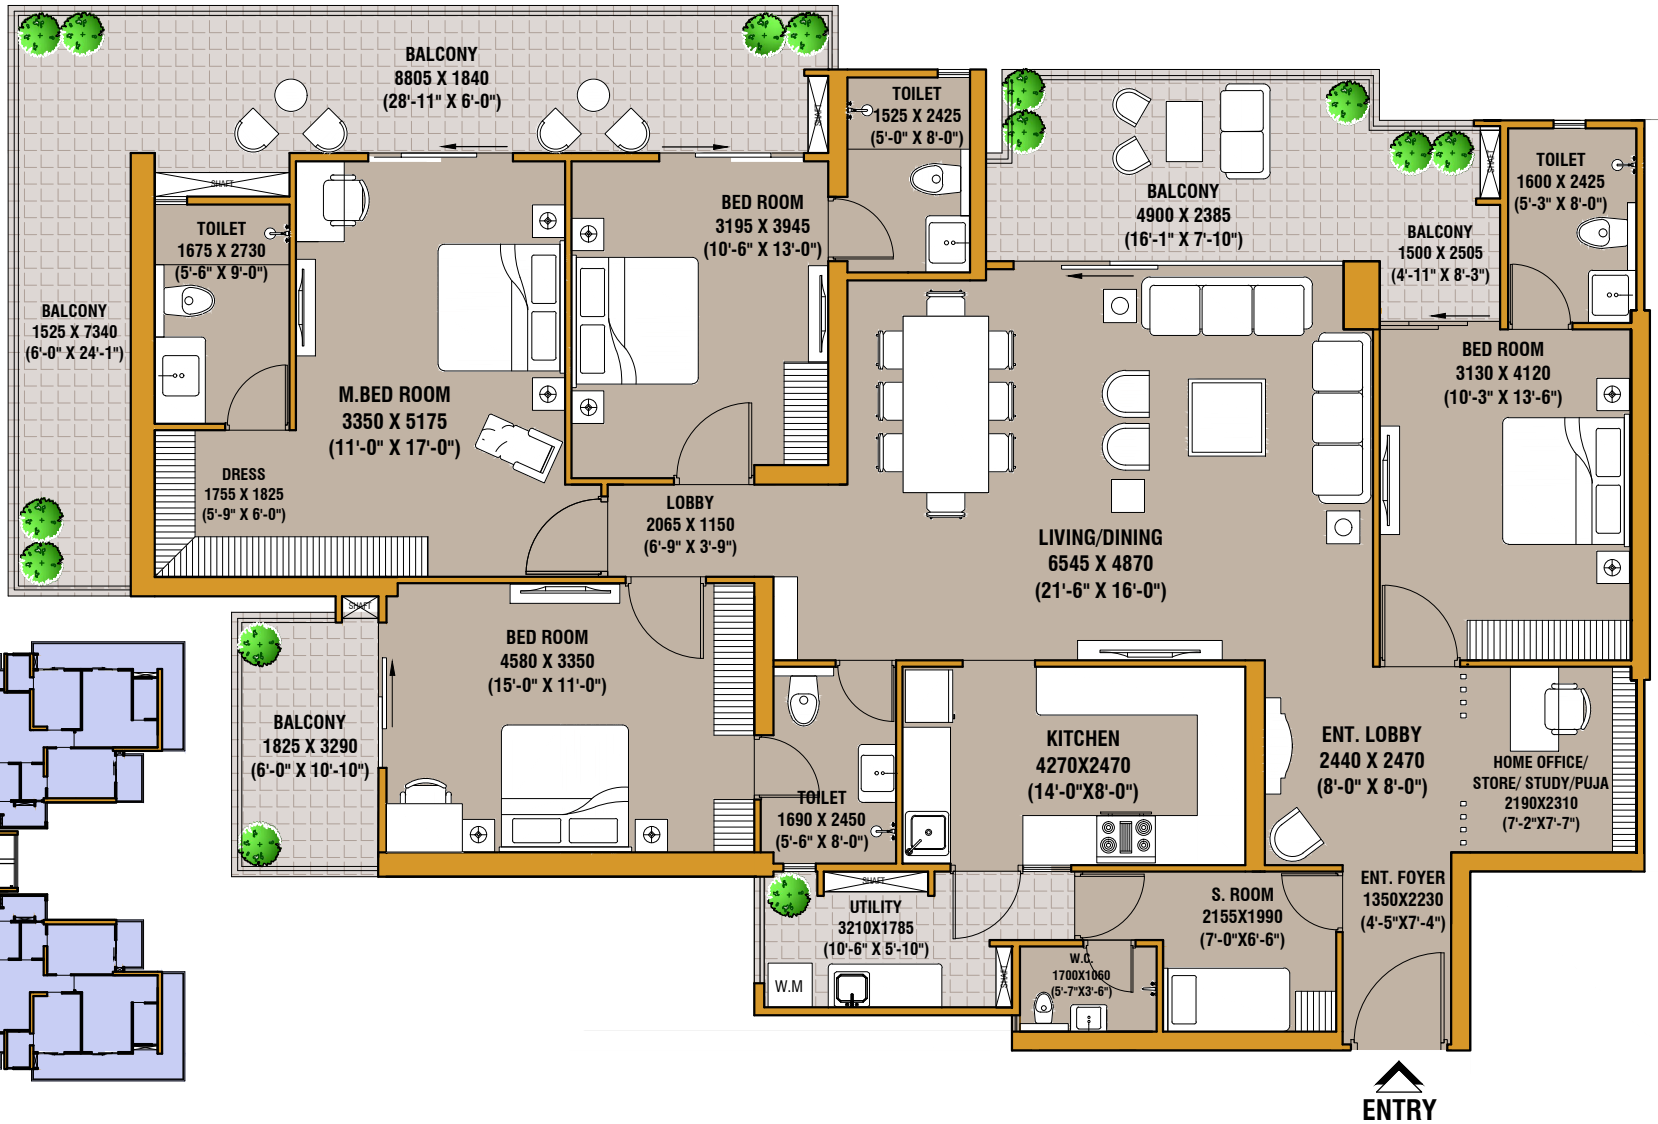 BALCONY
8805 X 1840
(28'-11" X 6'-0")
SHAFT
TOILET
1525 X 2425
(5'-0" X 8'-0")
BALCONY
4900 X 2385
(16'-1" X 7'-10")
SHAFT
TOILET
1600 X 2425
(5'-3" X 8'-0")
BALCONY
1500 X 2505
(4'-11" X 8'-3")
SHAFT
TOILET
1675 X 2730
(5'-6" X 9'-0")
BED ROOM
3195 X 3945
(10'-6" X 13'-0")
BALCONY
1525 X 7340
(6'-0" X 24'-1")
M.BED ROOM
3350 X 5175
(11'-0" X 17'-0")
BED ROOM
3130 X 4120
(10'-3" X 13'-6")
DRESS
1755 X 1825
(5'-9" X 6'-0")
LOBBY
2065 X 1150
(6'-9" X 3'-9")
LIVING/DINING
6545 X 4870
(21'-6" X 16'-0")
SHAFT
BED ROOM
4580 X 3350
(15'-0" X 11'-0")
BALCONY
1825 X 3290
(6'-0" X 10'-10")
TOILET
1690 X 2450
(5'-6" X 8'-0")
KITCHEN
4270X2470
(14'-0"X8'-0")
ENT. LOBBY
2440 X 2470
(8'-0" X 8'-0")
HOME OFFICE/
STORE/ STUDY/PUJA
2190X2310
(7'-2"X7'-7")
SHAFT
UTILITY
3210X1785
(10'-6" X 5'-10")
W.M
SHAFT
W.C.
1700X1060
(5'-7"X3'-6")
S. ROOM
2155X1990
(7'-0"X6'-6")
ENT. FOYER
1350X2230
(4'-5"X7'-4")
ENTRY